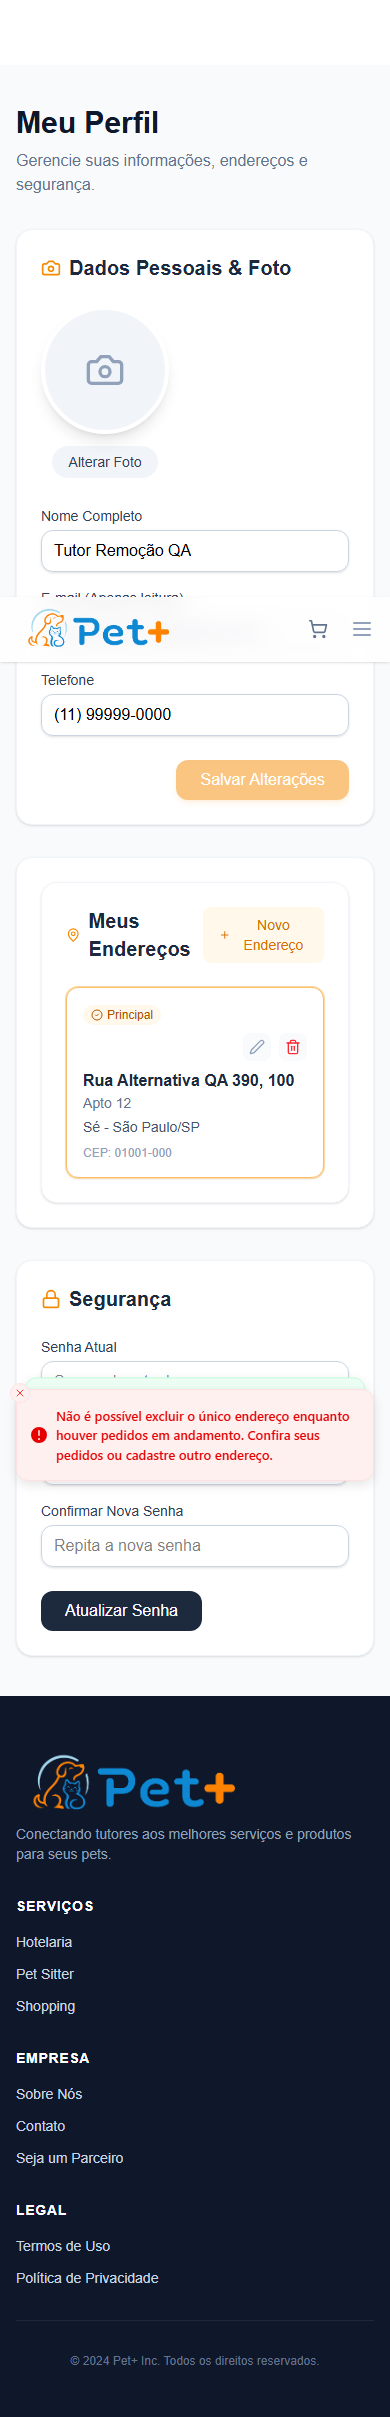 Meu Perfil
Gerencie suas informações, endereços e
segurança.
Dados Pessoais & Foto
Alterar Foto
Nome Completo
Tutor Remoção QA
E-mail (Apenas leitura)
Pet+
Telefone
(11) 99999-0000
Salvar Alterações
Meus
Endereços
+ Novo
Endereço
Principal
Rua Alternativa QA 390, 100
Apto 12
Sé - São Paulo/SP
CEP: 01001-000
Segurança
Senha Atual
Não é possível excluir o único endereço enquanto
houver pedidos em andamento. Confira seus
pedidos ou cadastre outro endereço.
Confirmar Nova Senha
Repita a nova senha
Atualizar Senha
Pet+
Conectando tutores aos melhores serviços e produtos
para seus pets.
SERVIÇOS
Hotelaria
Pet Sitter
Shopping
EMPRESA
Sobre Nós
Contato
Seja um Parceiro
LEGAL
Termos de Uso
Política de Privacidade
© 2024 Pet+ Inc. Todos os direitos reservados.